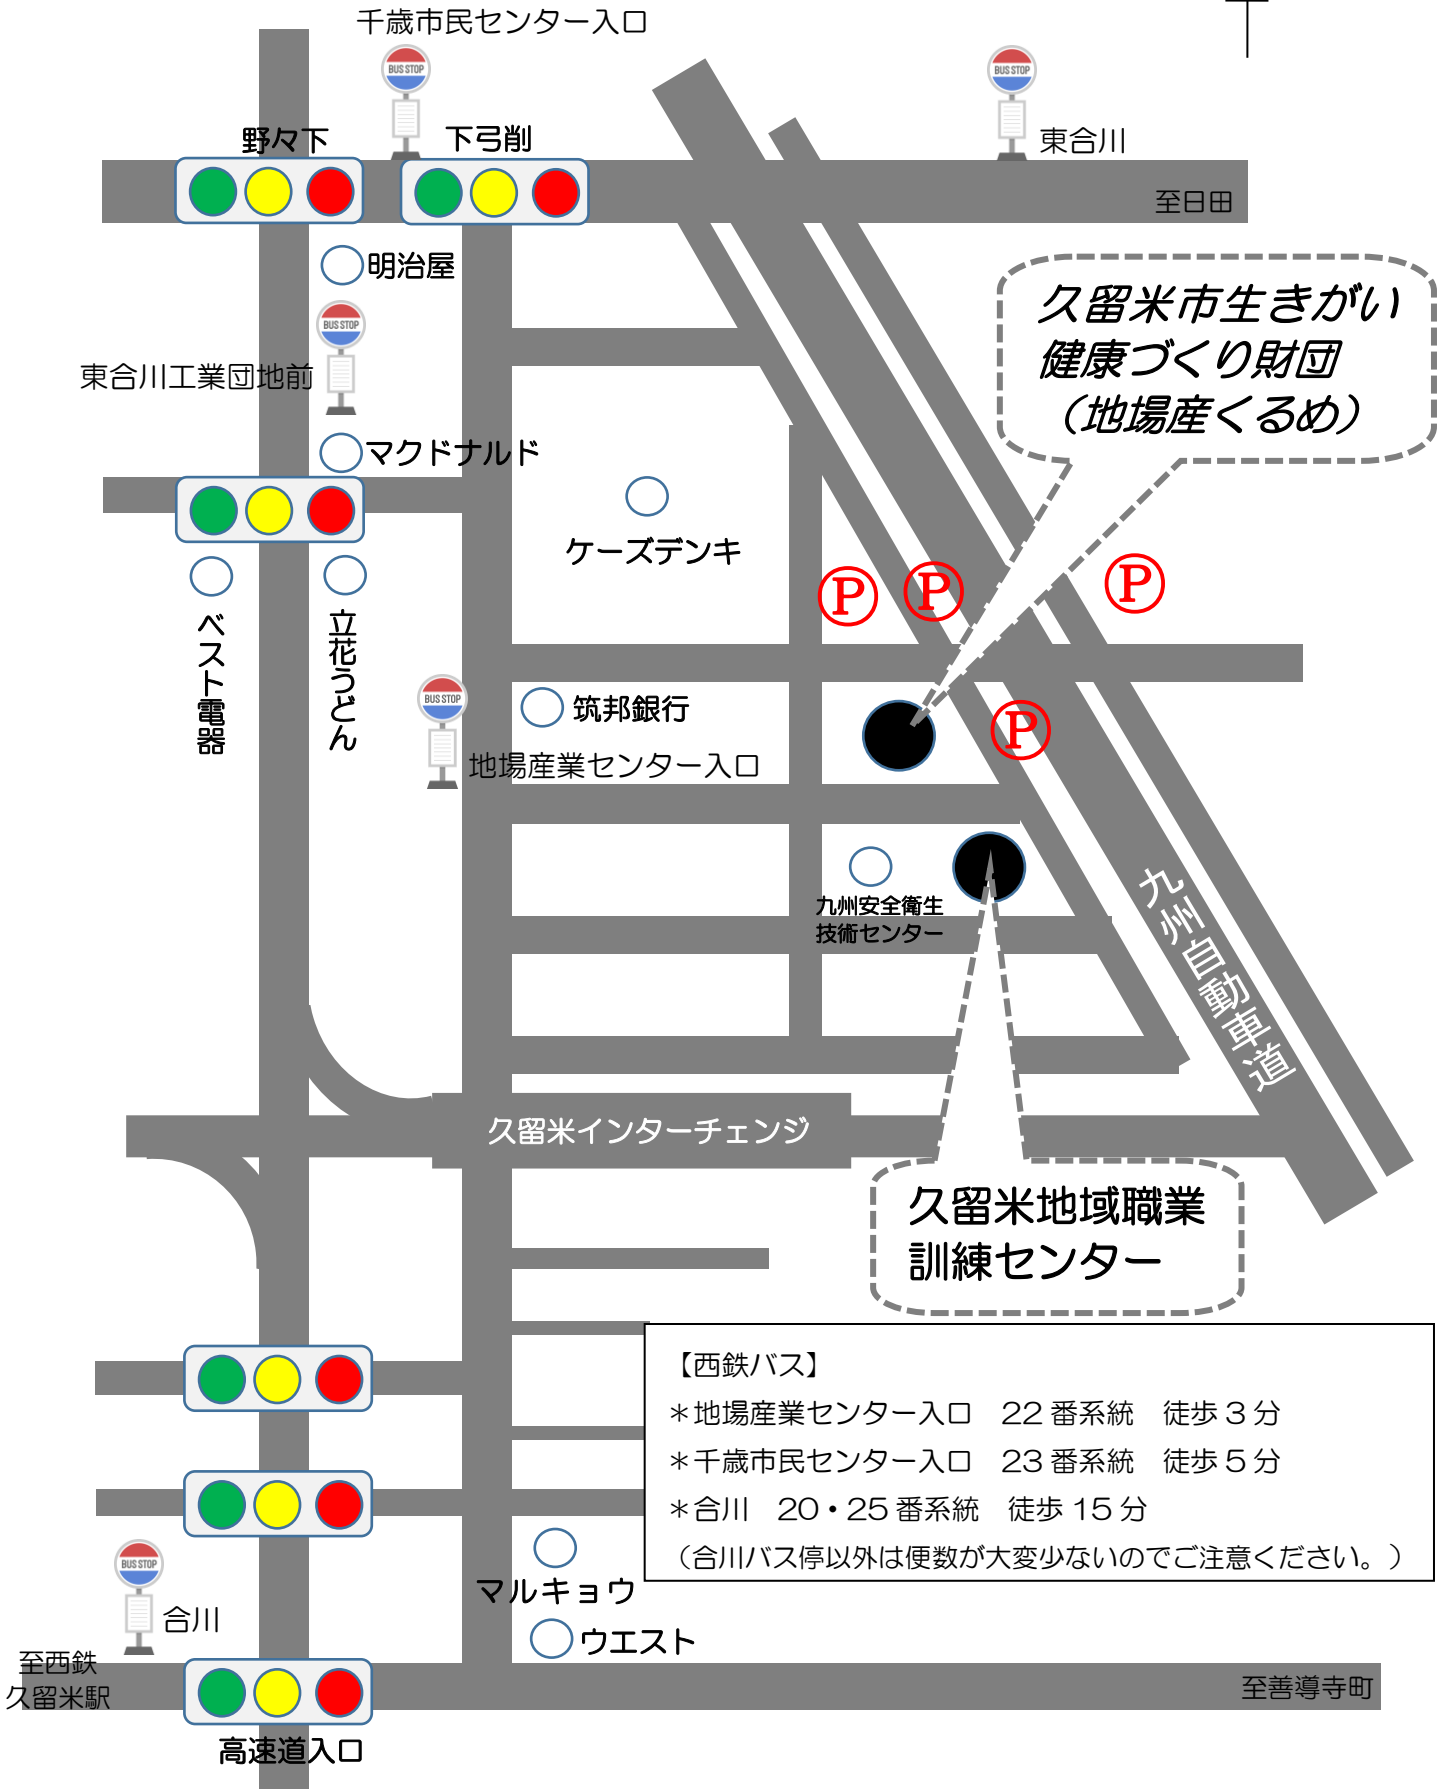 千歳市民センター入口
BUS STOP
BUS STOP
野々下
下弓削
東合川
至日田
明治屋
久留米市生きがい
健康づくり財団
（地場産くるめ）
BUS STOP
東合川工業団地前
マクドナルド
ケーズデンキ
P
P
P
ベスト電器
立花うどん
BUS STOP
筑邦銀行
P
地場産業センター入口
九州安全衛生
技術センター
九州自動車道
久留米インターチェンジ
久留米地域職業
訓練センター
【西鉄バス】
＊地場産業センター入口　22番系統　徒歩3分
＊千歳市民センター入口　23番系統　徒歩5分
＊合川　20・25番系統　徒歩15分
（合川バス停以外は便数が大変少ないのでご注意ください。）
BUS STOP
合川
マルキョウ
ウエスト
至西鉄
久留米駅
至善導寺町
高速道入口